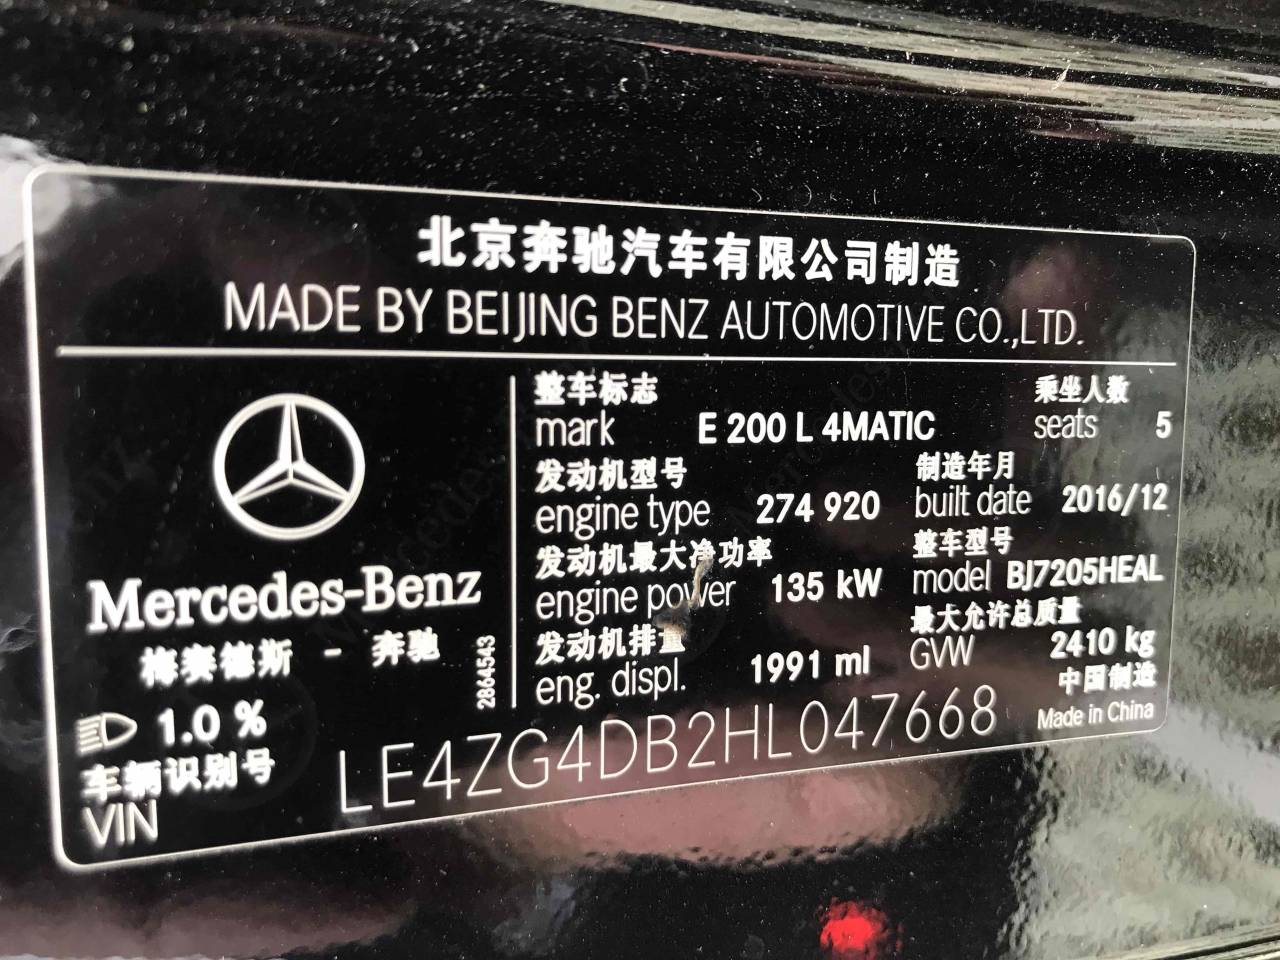 北京奔驰汽车有限公司制造
MADE BY BEIJING BENZ AUTOMOTIVE CO.,LTD.
Mercedes-Benz
梅赛德斯 - 奔驰
2864543
1.0 %
整车标志
mark E 200 L 4MATIC
乘坐人数
seats 5
发动机型号
engine type 274 920
制造年月
built date 2016/12
发动机最大净功率
engine power 135 kW
整车型号
model BJ7205HEAL
发动机排量
eng. displ. 1991 ml
最大允许总质量
GVW 2410 kg
中国制造
Made in China
车辆识别号
VIN LE4ZG4DB2HL047668